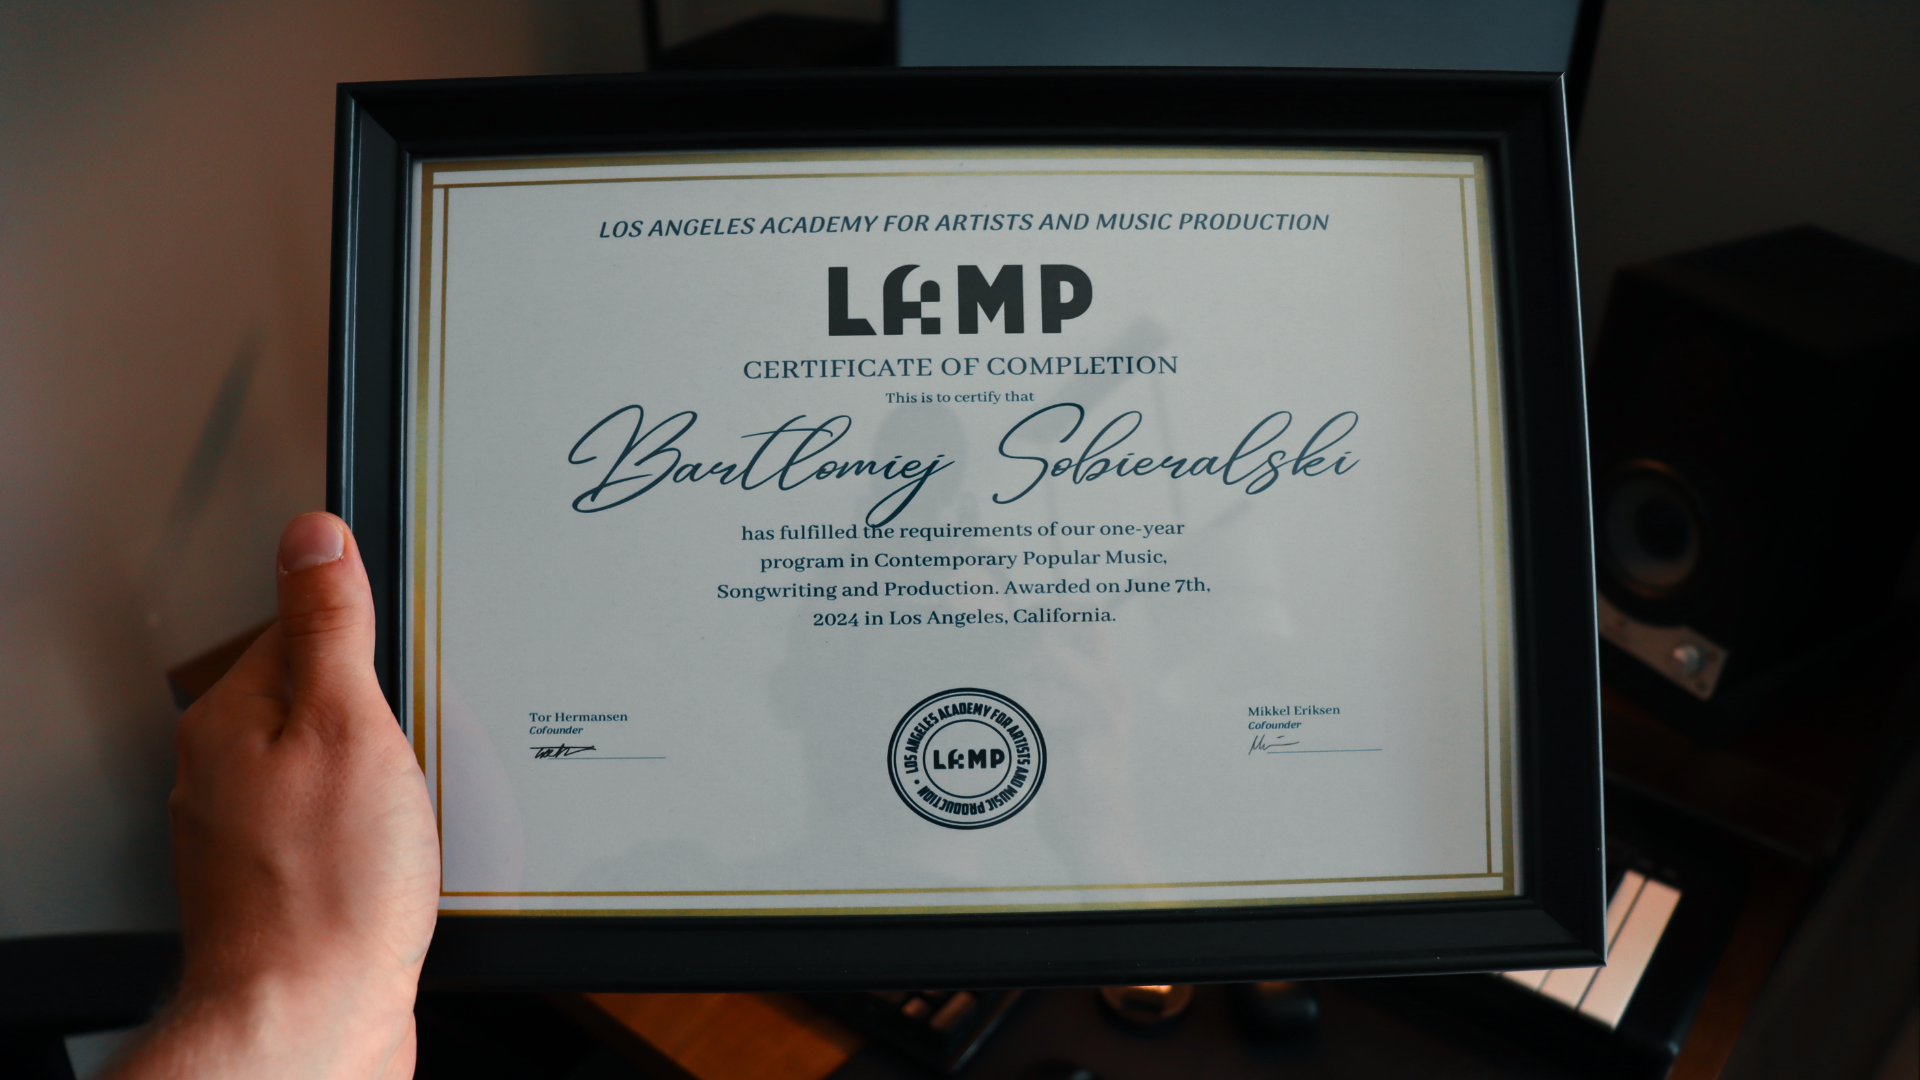 LOS ANGELES ACADEMY FOR ARTISTS AND MUSIC PRODUCTION
LAMP
CERTIFICATE OF COMPLETION
This is to certify that
Bartlomiej Sobieralski
has fulfilled the requirements of our one-year
program in Contemporary Popular Music,
Songwriting and Production. Awarded on June 7th,
2024 in Los Angeles, California.
Tor Hermansen
Cofounder
LOS ANGELES ACADEMY FOR ARTISTS AND MUSIC PRODUCTION •
LAMP
Mikkel Eriksen
Cofounder